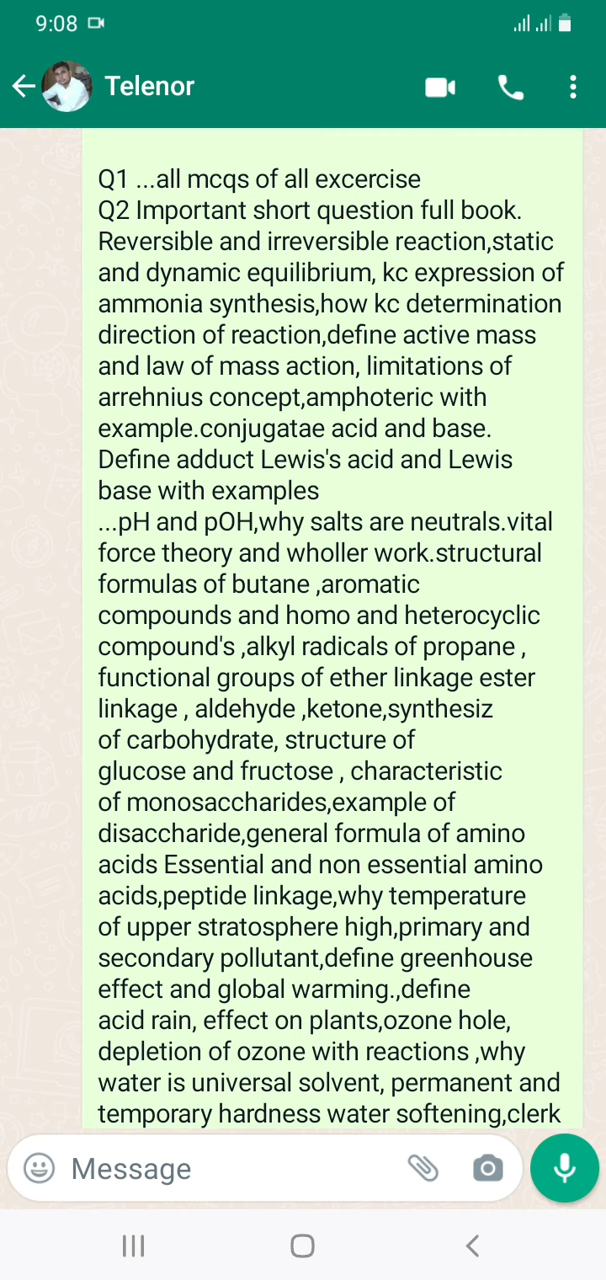 9:08
Telenor
Q1 ...all mcqs of all excercise
Q2 Important short question full book.
Reversible and irreversible reaction,static
and dynamic equilibrium, kc expression of
ammonia synthesis,how kc determination
direction of reaction,define active mass
and law of mass action, limitations of
arrehnius concept,amphoteric with
example.conjugatae acid and base.
Define adduct Lewis's acid and Lewis
base with examples
...pH and pOH,why salts are neutrals.vital
force theory and wholler work.structural
formulas of butane ,aromatic
compounds and homo and heterocyclic
compound's ,alkyl radicals of propane ,
functional groups of ether linkage ester
linkage , aldehyde ,ketone,synthesiz
of carbohydrate, structure of
glucose and fructose , characteristic
of monosaccharides,example of
disaccharide,general formula of amino
acids Essential and non essential amino
acids,peptide linkage,why temperature
of upper stratosphere high,primary and
secondary pollutant,define greenhouse
effect and global warming.,define
acid rain, effect on plants,ozone hole,
depletion of ozone with reactions ,why
water is universal solvent, permanent and
temporary hardness water softening,clerk
Message